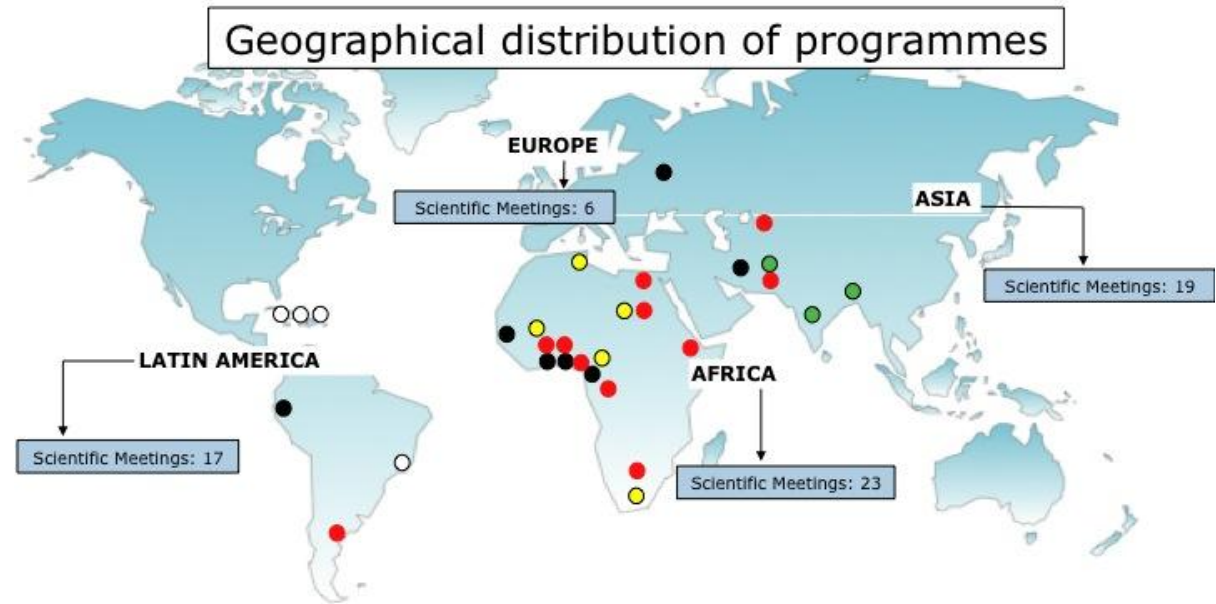 Geographical distribution of programmes
EUROPE
Scientific Meetings: 6
ASIA
Scientific Meetings: 19
LATIN AMERICA
Scientific Meetings: 17
AFRICA
Scientific Meetings: 23